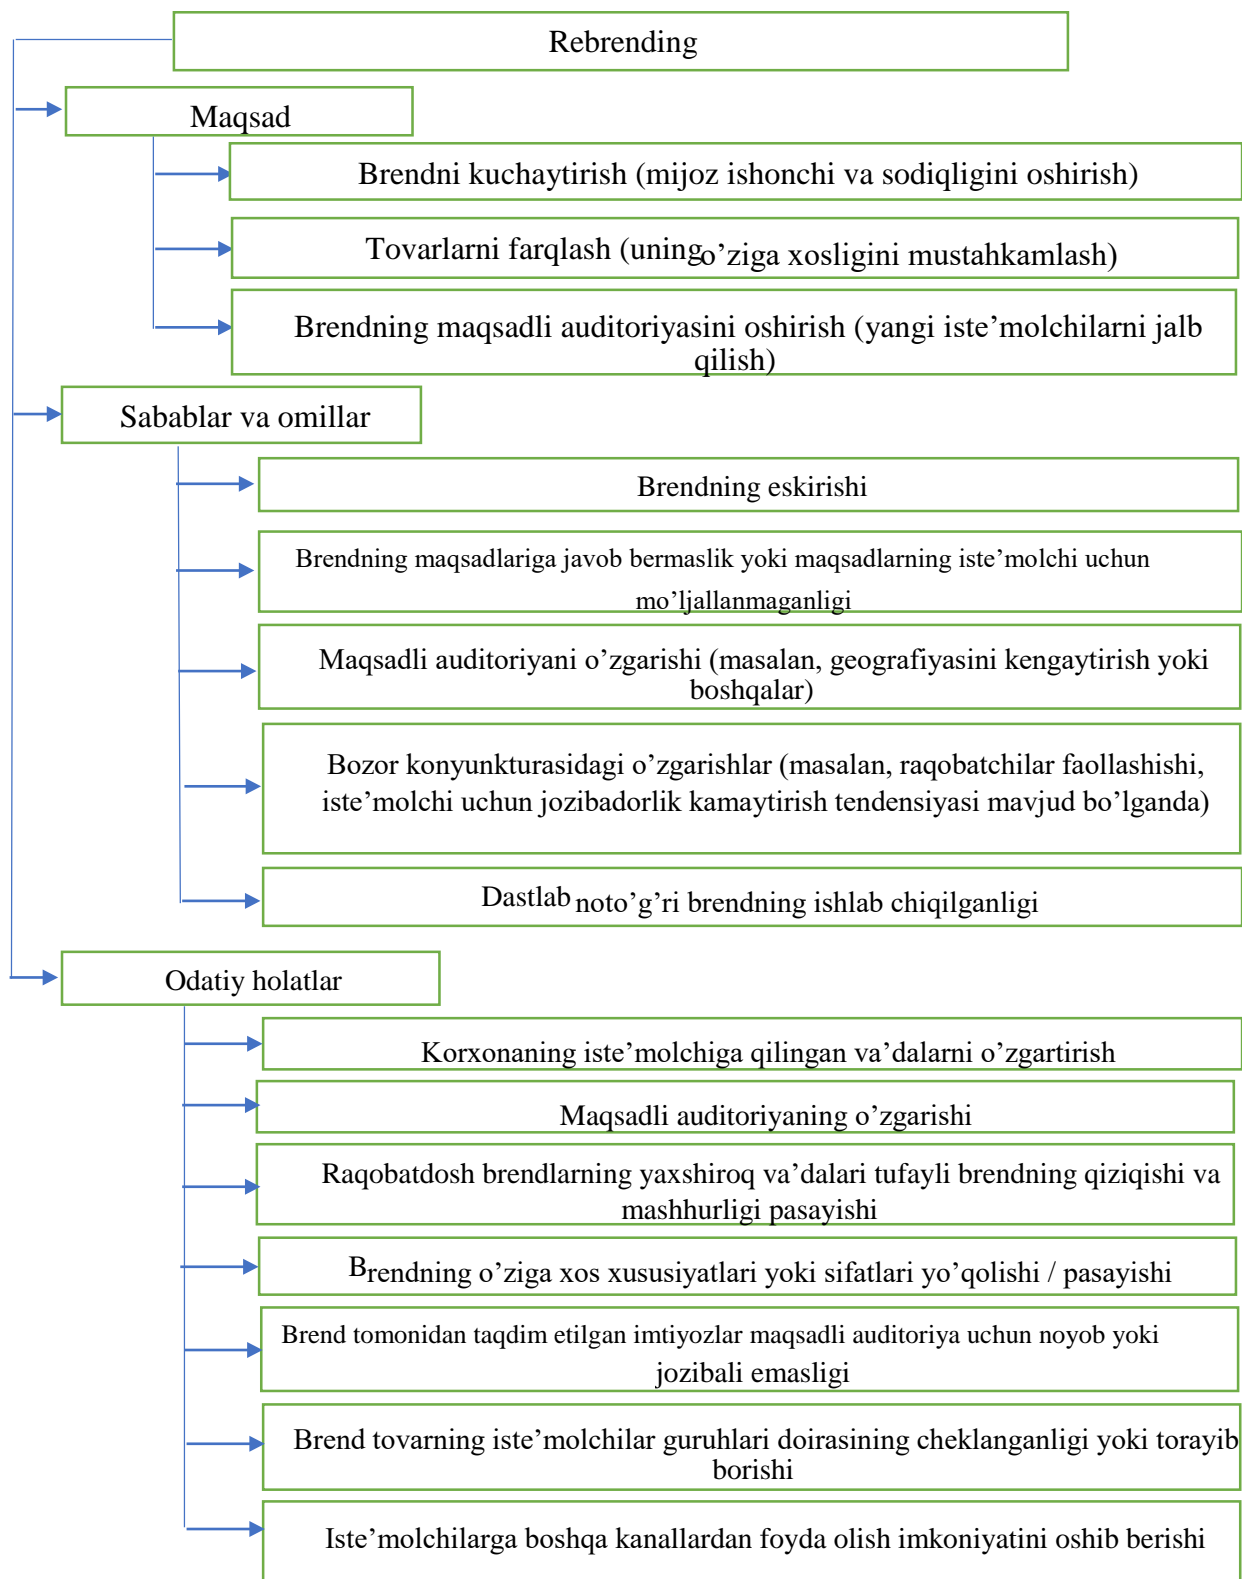 Rebrending
Maqsad
Brendni kuchaytirish (mijoz ishonchi va sodiqligini oshirish)
Tovarlarni farqlash (uning o’ziga xosligini mustahkamlash)
Brendning maqsadli auditoriyasini oshirish (yangi iste’molchilarni jalb
qilish)
Sabablar va omillar
Brendning eskirishi
Brendning maqsadlariga javob bermaslik yoki maqsadlarning iste’molchi uchun
mo’ljallanmaganligi
Maqsadli auditoriyani o’zgarishi (masalan, geografiyasini kengaytirish yoki
boshqalar)
Bozor konyunkturasidagi o’zgarishlar (masalan, raqobatchilar faollashishi,
iste’molchi uchun jozibadorlik kamaytirish tendensiyasi mavjud bo’lganda)
Dastlab noto’g’ri brendning ishlab chiqilganligi
Odatiy holatlar
Korxonaning iste’molchiga qilingan va’dalarni o’zgartirish
Maqsadli auditoriyaning o’zgarishi
Raqobatdosh brendlarning yaxshiroq va’dalari tufayli brendning qiziqishi va
mashhurligi pasayishi
Brendning o’ziga xos xususiyatlari yoki sifatlari yo’qolishi / pasayishi
Brend tomonidan taqdim etilgan imtiyozlar maqsadli auditoriya uchun noyob yoki
jozibali emasligi
Brend tovarning iste’molchilar guruhlari doirasining cheklanganligi yoki torayib
borishi
Iste’molchilarga boshqa kanallardan foyda olish imkoniyatini oshib berishi